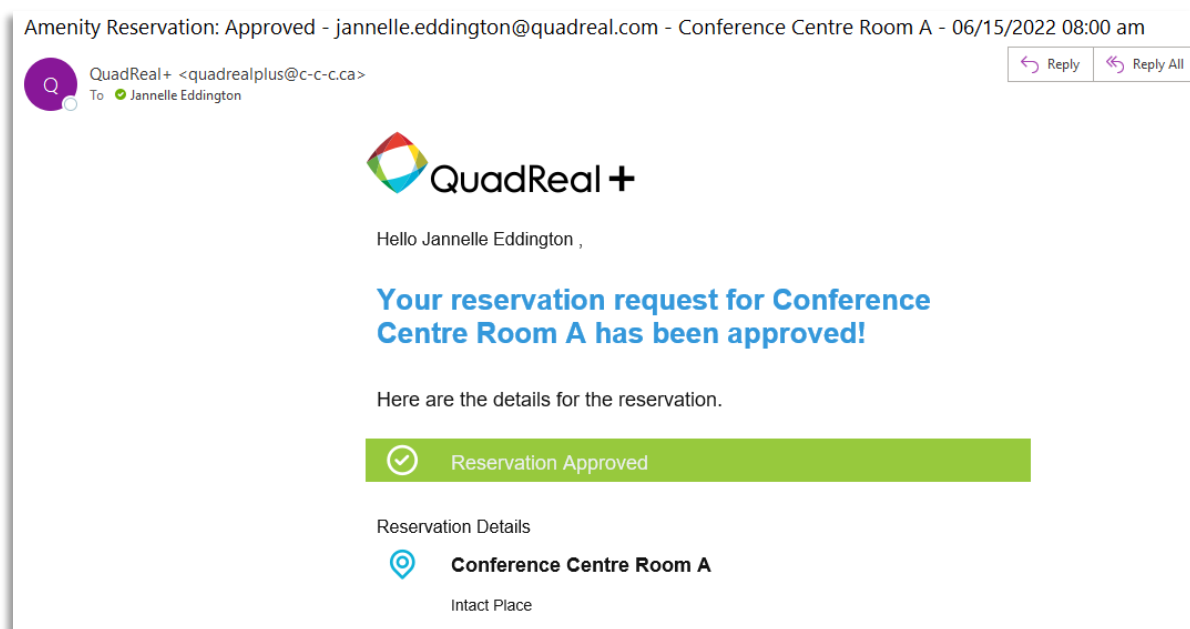 Amenity Reservation: Approved - jannelle.eddington@quadreal.com - Conference Centre Room A - 06/15/2022 08:00 am
Q
QuadReal+ <quadrealplus@c-c-c.ca>
To Jannelle Eddington
Reply
Reply All
QuadReal +
Hello Jannelle Eddington ,
Your reservation request for Conference
Centre Room A has been approved!
Here are the details for the reservation.
Reservation Approved
Reservation Details
Conference Centre Room A
Intact Place